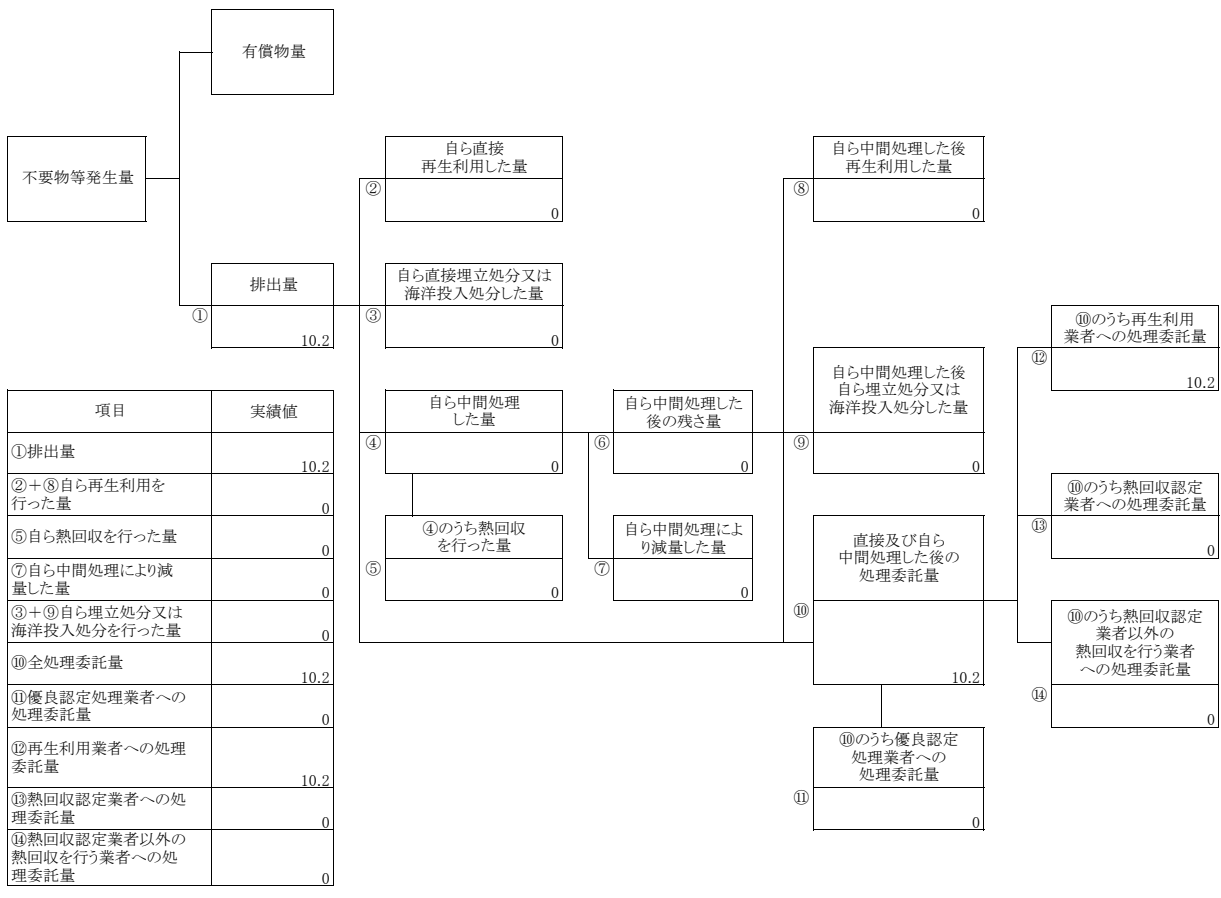 有償物量
不要物等発生量
排出量
①
10.2
自ら直接
再生利用した量
②
0
自ら直接埋立処分又は
海洋投入処分した量
③
0
自ら中間処理
した量
④
0
④のうち熱回収
を行った量
⑤
0
自ら中間処理した
後の残さ量
⑥
0
自ら中間処理によ
り減量した量
⑦
0
自ら中間処理した後
再生利用した量
⑧
0
自ら中間処理した後
自ら埋立処分又は
海洋投入処分した量
⑨
0
直接及び自ら
中間処理した後の
処理委託量
⑩
10.2
⑩のうち優良認定
処理業者への
処理委託量
⑪
0
⑩のうち再生利用
業者への処理委託量
⑫
10.2
⑩のうち熱回収認定
業者への処理委託量
⑬
0
⑩のうち熱回収認定
業者以外の
熱回収を行う業者
への処理委託量
⑭
0
項目 実績値
①排出量
10.2
②＋⑧自ら再生利用を
行った量
0
⑤自ら熱回収を行った量
0
⑦自ら中間処理により減
量した量
0
③＋⑨自ら埋立処分又は
海洋投入処分を行った量
0
⑩全処理委託量
10.2
⑪優良認定処理業者への
処理委託量
0
⑫再生利用業者への処理
委託量
10.2
⑬熱回収認定業者への処
理委託量
0
⑭熱回収認定業者以外の
熱回収を行う業者への処
理委託量
0